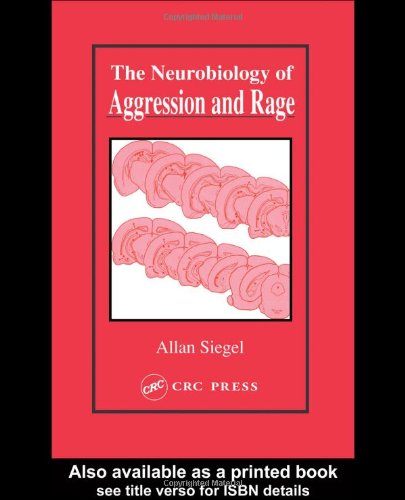 The Neurobiology of
Aggression and Rage
Allan Siegel
CRC CRC PRESS
Also available as a printed book
see title verso for ISBN details